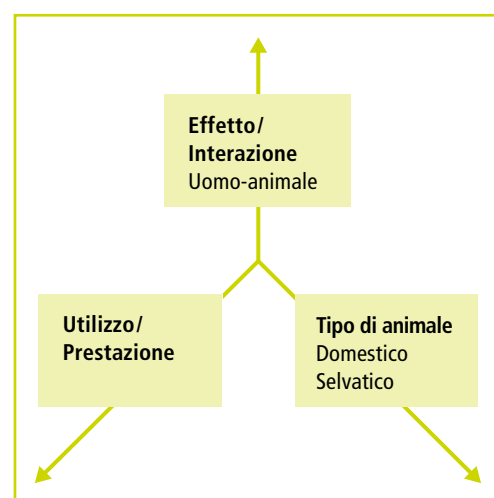 Effetto/
Interazione
Uomo-animale
Utilizzo/
Prestazione
Tipo di animale
Domestico
Selvatico